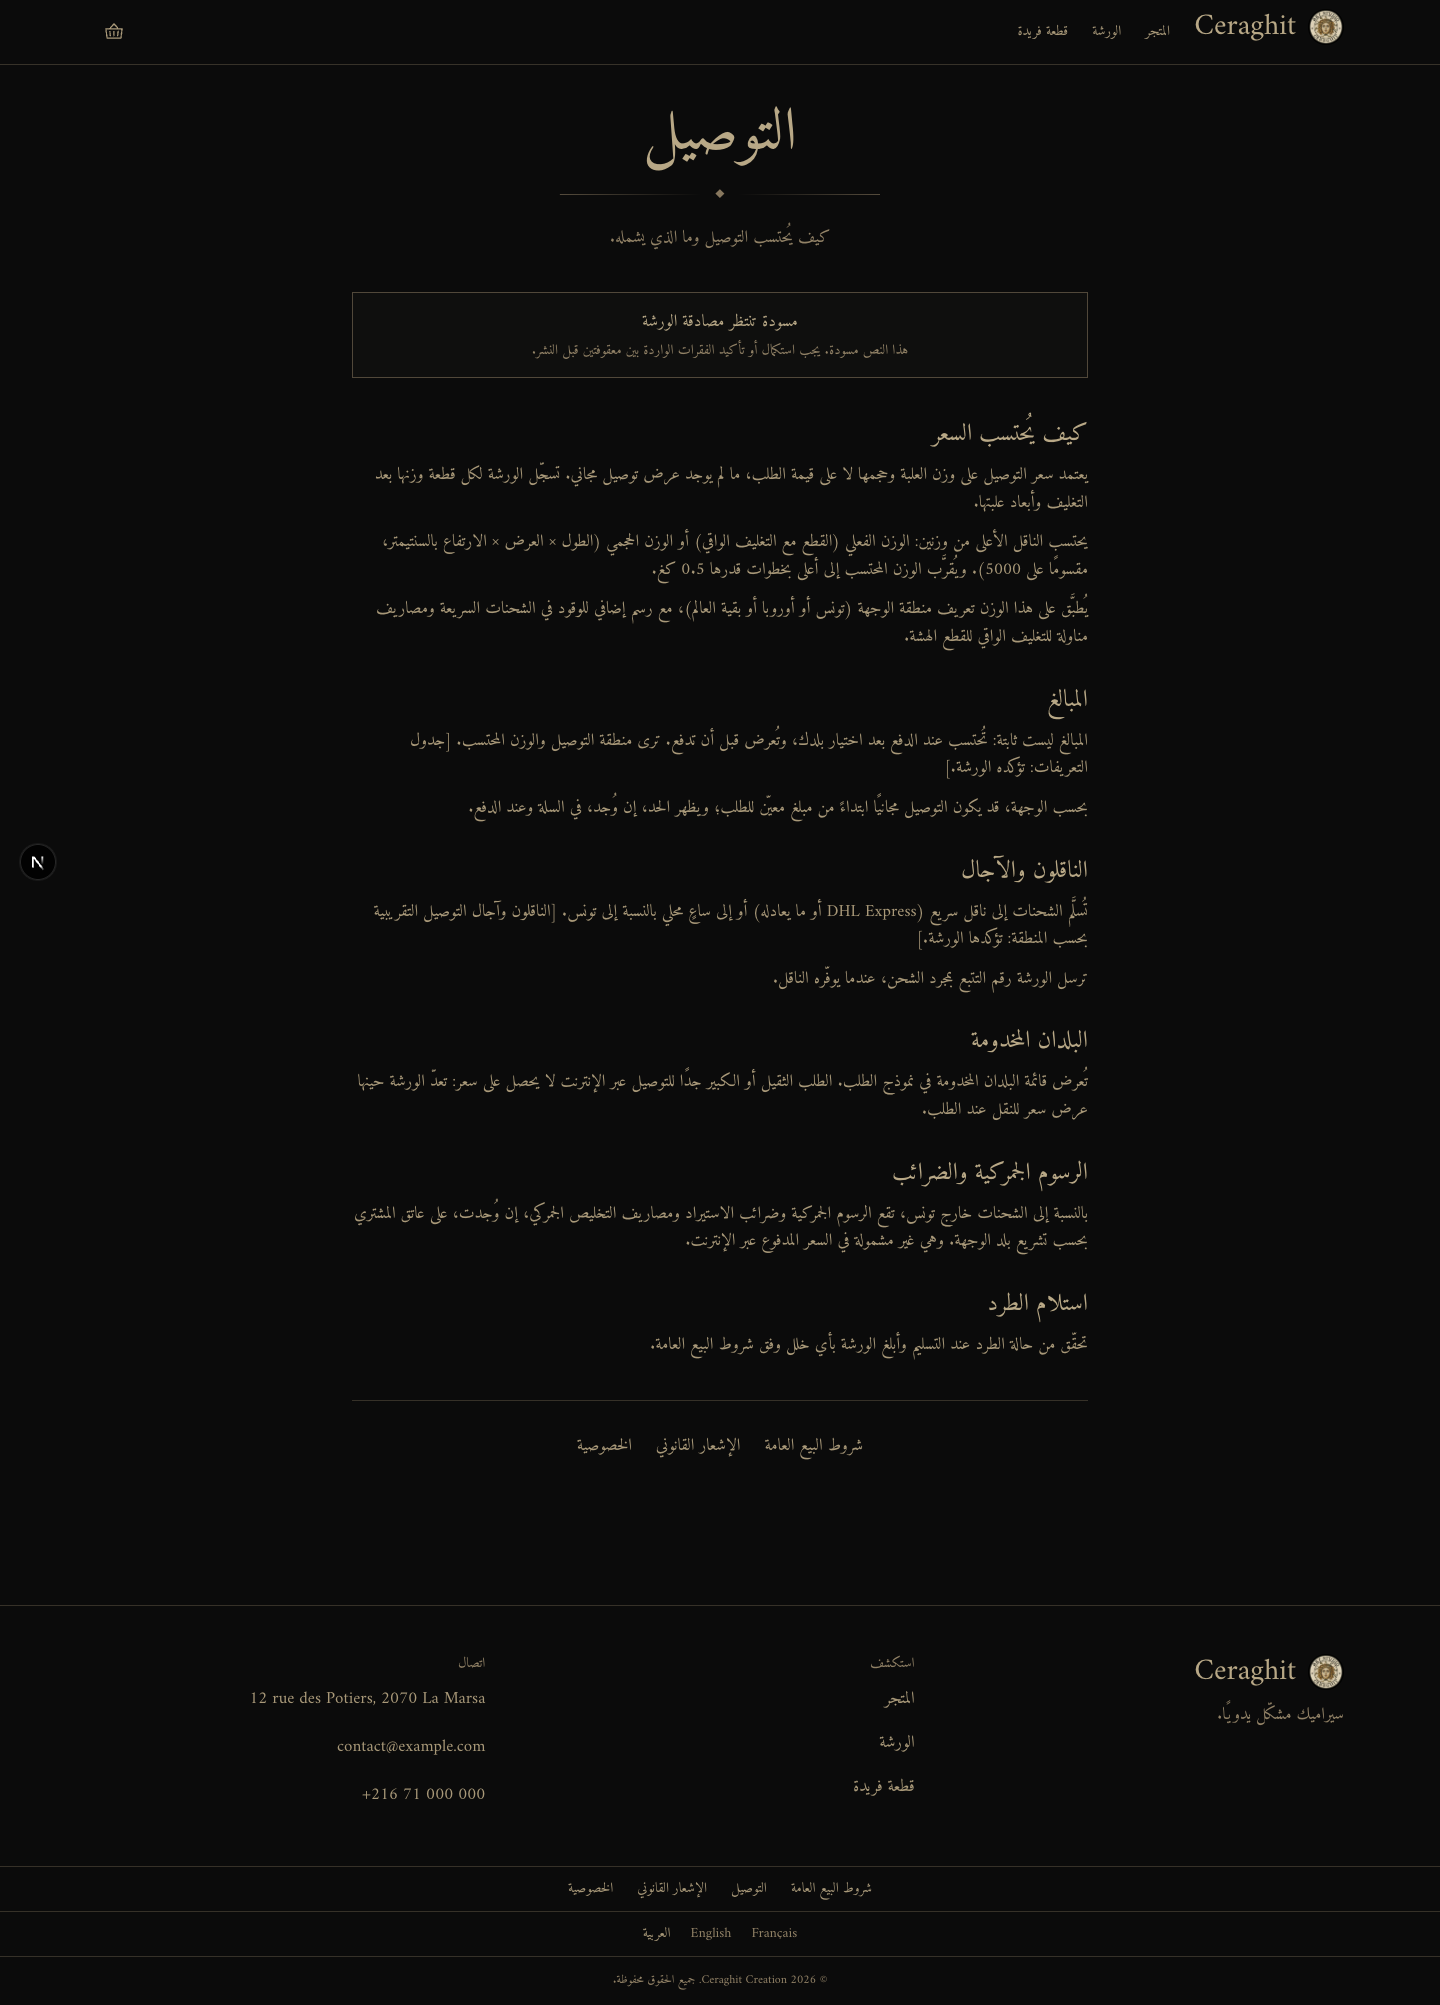 Ceraghit
المتجر
الورشة
قطعة فريدة
التوصيل
كيف يُحتسب التوصيل وما الذي يشمله.
مسودة تنتظر مصادقة الورشة
هذا النص مسودة. يجب استكمال أو تأكيد الفقرات الواردة بين معقوفتين قبل النشر.
كيف يُحتسب السعر
يعتمد سعر التوصيل على وزن العلبة وحجمها لا على قيمة الطلب، ما لم يوجد عرض توصيل مجاني. تسجّل الورشة لكل قطعة وزنها بعد
التغليف وأبعاد علبتها.
يحتسب الناقل الأعلى من وزنين: الوزن الفعلي (القطع مع التغليف الواقي) أو الوزن الحجمي (الطول × العرض × الارتفاع بالسنتيمتر،
مقسومًا على 5000). ويُقرَّب الوزن المحتسب إلى أعلى بخطوات قدرها 0.5 كغ.
يُطبَّق على هذا الوزن تعريف منطقة الوجهة (تونس أو أوروبا أو بقية العالم)، مع رسم إضافي للوقود في الشحنات السريعة ومصاريف
مناولة للتغليف الواقي للقطع الهشة.
المبالغ
المبالغ ليست ثابتة: تُحتسب عند الدفع بعد اختيار بلدك، وتُعرض قبل أن تدفع. ترى منطقة التوصيل والوزن المحتسب. [جدول
التعريفات: تؤكده الورشة.]
بحسب الوجهة، قد يكون التوصيل مجانيًا ابتداءً من مبلغ معيّن للطلب؛ ويظهر الحد، إن وُجد، في السلة وعند الدفع.
الناقلون والآجال
تُسلَّم الشحنات إلى ناقل سريع (DHL Express أو ما يعادله) أو إلى ساعٍ محلي بالنسبة إلى تونس. [الناقلون وآجال التوصيل التقريبية
بحسب المنطقة: تؤكدها الورشة.]
ترسل الورشة رقم التتبع بمجرد الشحن، عندما يوفّره الناقل.
البلدان المخدومة
تُعرض قائمة البلدان المخدومة في نموذج الطلب. الطلب الثقيل أو الكبير جدًا للتوصيل عبر الإنترنت لا يحصل على سعر: تعدّ الورشة حينها
عرض سعر للنقل عند الطلب.
الرسوم الجمركية والضرائب
بالنسبة إلى الشحنات خارج تونس، تقع الرسوم الجمركية وضرائب الاستيراد ومصاريف التخليص الجمركي، إن وُجدت، على عاتق المشتري
بحسب تشريع بلد الوجهة. وهي غير مشمولة في السعر المدفوع عبر الإنترنت.
استلام الطرد
تحقّق من حالة الطرد عند التسليم وأبلغ الورشة بأي خلل وفق شروط البيع العامة.
شروط البيع العامة
الإشعار القانوني
الخصوصية
Ceraghit
سيراميك مشكّل يدويًا.
استكشف
المتجر
الورشة
قطعة فريدة
اتصال
12 rue des Potiers, 2070 La Marsa
contact@example.com
+216 71 000 000
شروط البيع العامة
التوصيل
الإشعار القانوني
الخصوصية
Français
English
العربية
© 2026 Ceraghit Creation. جميع الحقوق محفوظة.